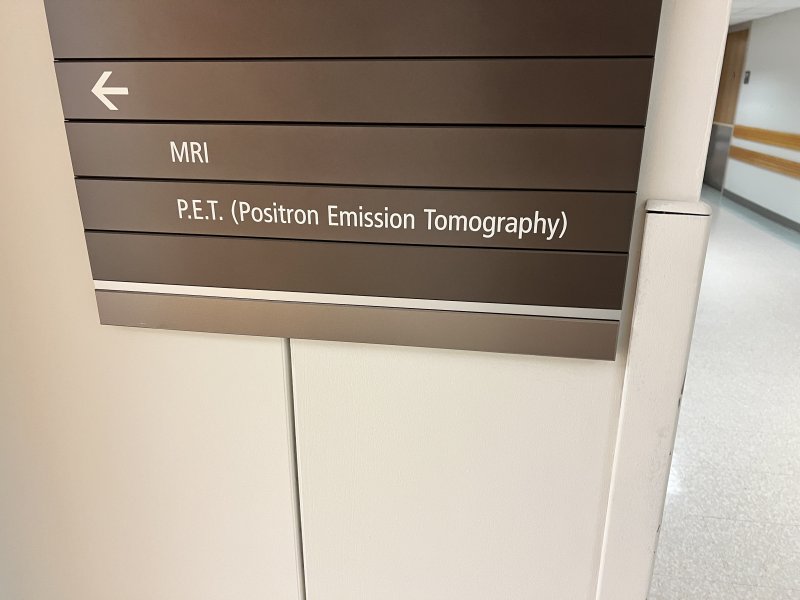 ←
MRI
P.E.T. (Positron Emission Tomography)